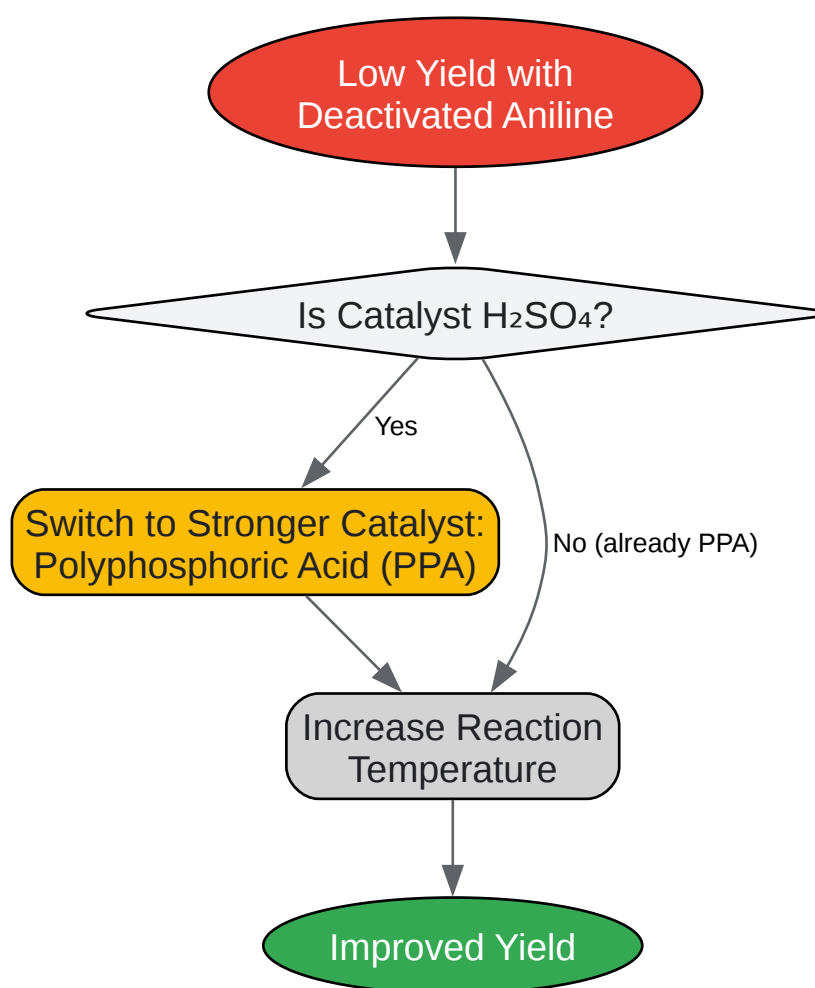 Low Yield with
Deactivated Aniline
Is Catalyst H₂SO₄?
Yes
Switch to Stronger Catalyst:
Polyphosphoric Acid (PPA)
No (already PPA)
Increase Reaction
Temperature
Improved Yield